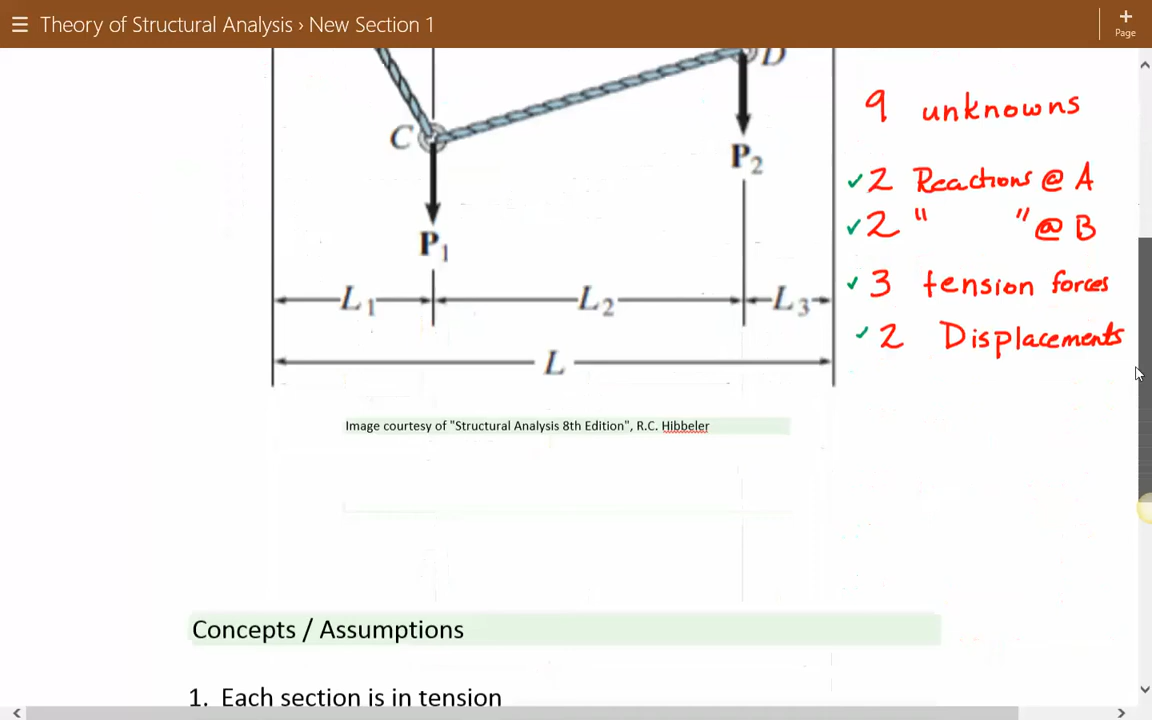 Theory of Structural Analysis › New Section 1
Page
D
C
P2
P1
L1
L2
L3
L
9 unknowns
✓2 Reactions @ A
✓2 " " @ B
✓3 tension forces
✓2 Displacements
Image courtesy of "Structural Analysis 8th Edition", R.C. Hibbeler
Concepts / Assumptions
1. Each section is in tension